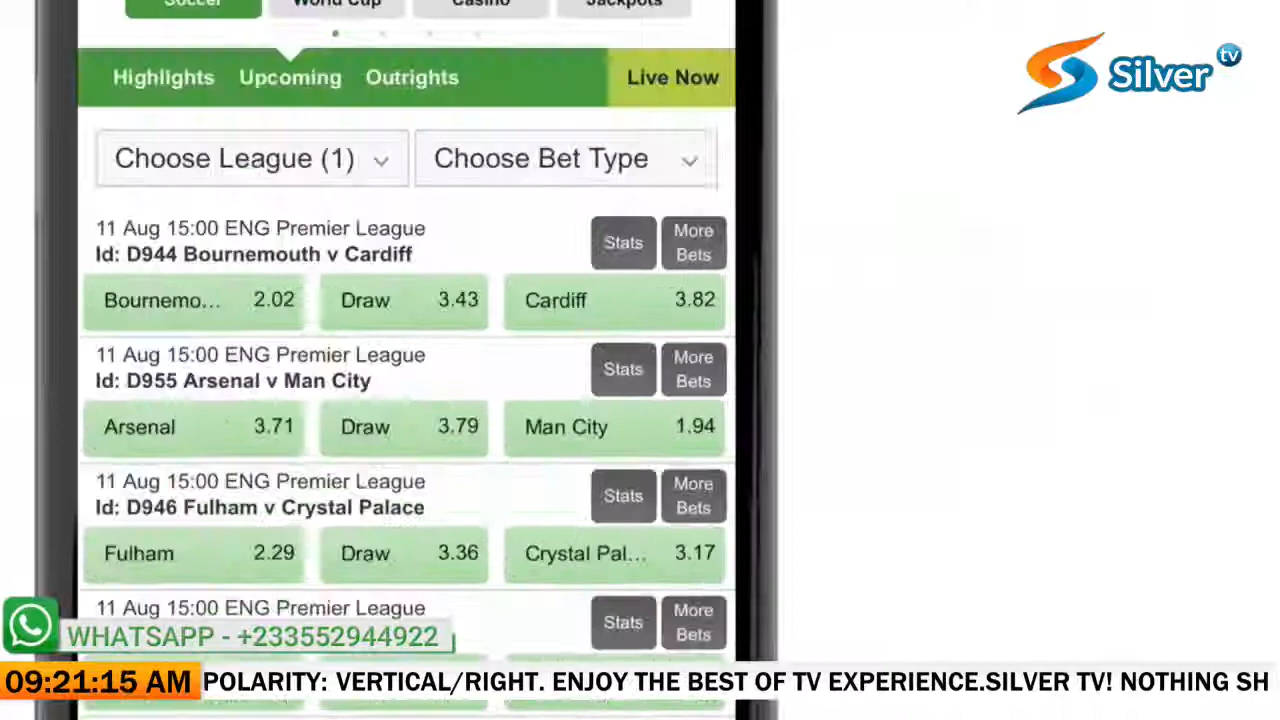 Soccer World Cup Casino Jackpots
Highlights Upcoming Outrights Live Now
Silver tv
Choose League (1) Choose Bet Type
11 Aug 15:00 ENG Premier League
Id: D944 Bournemouth v Cardiff
Stats More Bets
Bournemo... 2.02 Draw 3.43 Cardiff 3.82
11 Aug 15:00 ENG Premier League
Id: D955 Arsenal v Man City
Stats More Bets
Arsenal 3.71 Draw 3.79 Man City 1.94
11 Aug 15:00 ENG Premier League
Id: D946 Fulham v Crystal Palace
Stats More Bets
Fulham 2.29 Draw 3.36 Crystal Pal... 3.17
11 Aug 15:00 ENG Premier League
Stats More Bets
WHATSAPP - +233552944922
09:21:15 AM POLARITY: VERTICAL/RIGHT. ENJOY THE BEST OF TV EXPERIENCE.SILVER TV! NOTHING SH